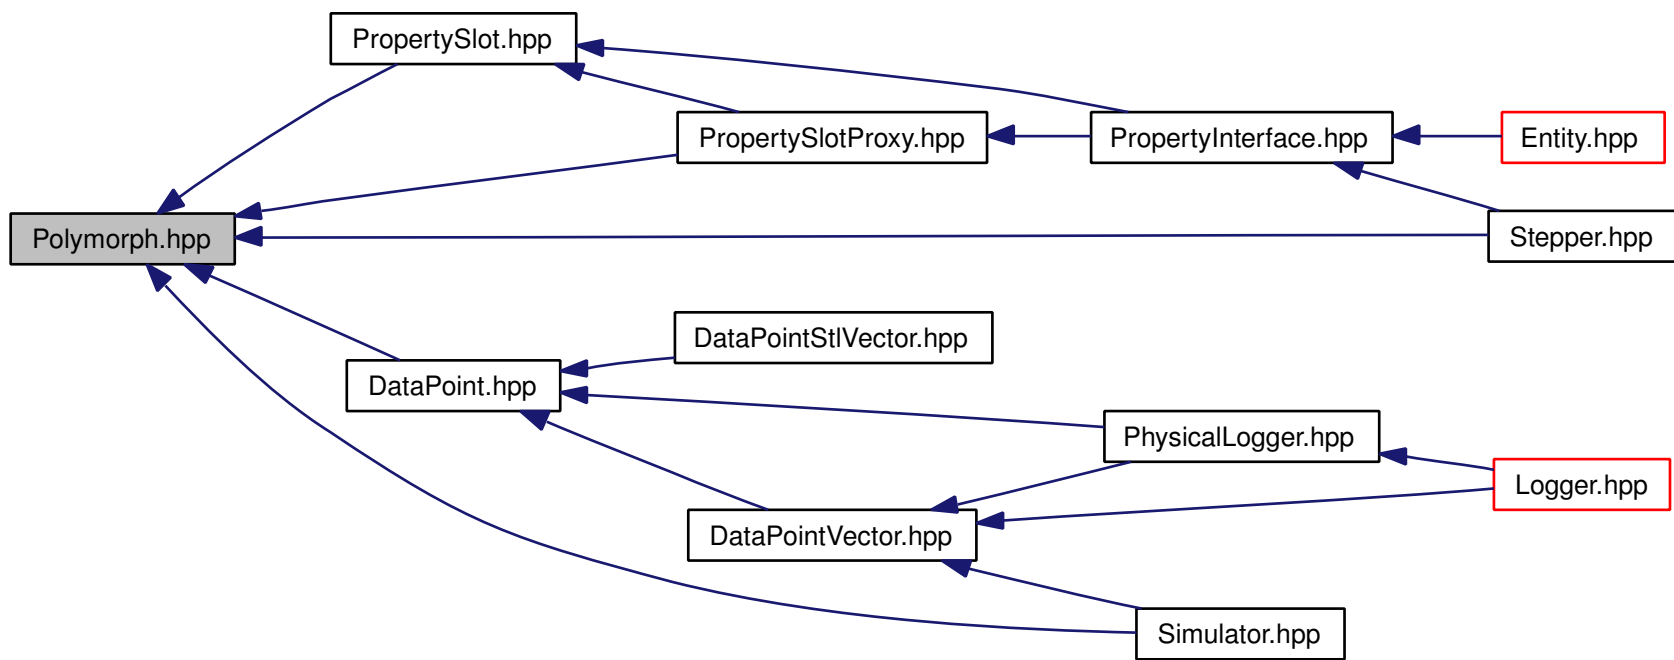 PropertySlot.hpp
PropertySlotProxy.hpp
PropertyInterface.hpp
Entity.hpp
Polymorph.hpp
Stepper.hpp
DataPointStlVector.hpp
DataPoint.hpp
PhysicalLogger.hpp
Logger.hpp
DataPointVector.hpp
Simulator.hpp